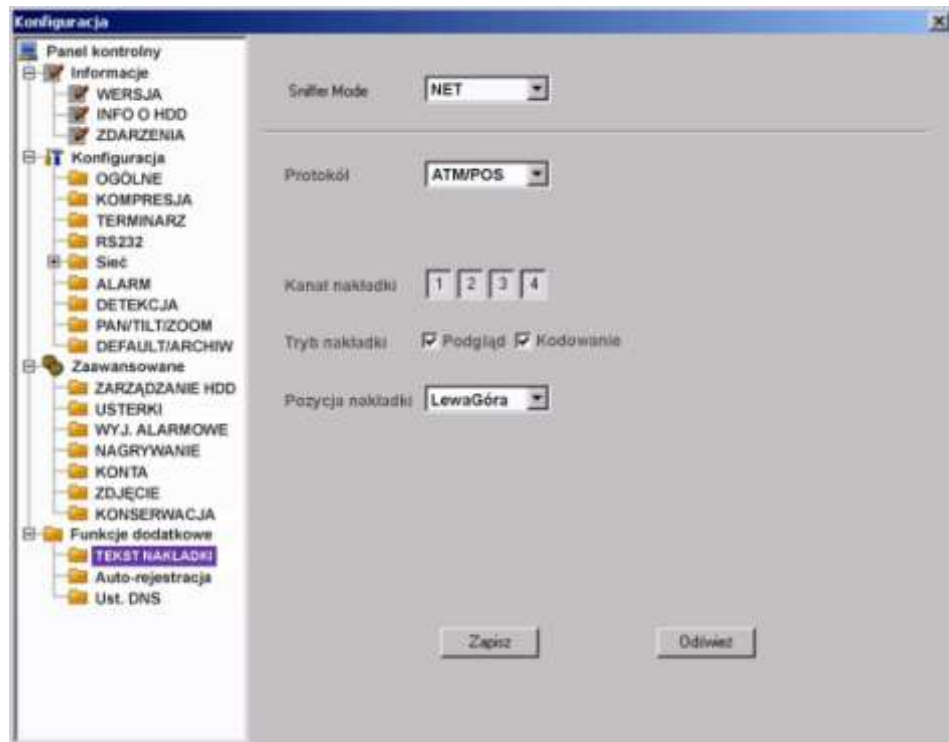 Konfiguracja
Panel kontrolny
Informacje
WERSJA
INFO O HDD
ZDARZENIA
Konfiguracja
OGÓLNE
KOMPRESJA
TERMINARZ
RS232
Sieć
ALARM
DETEKCJA
PAN/TILT/ZOOM
DEFAULT/ARCHIW
Zaawansowane
ZARZĄDZANIE HDD
USTERKI
WYJ. ALARMOWE
NAGRYWANIE
KONTA
ZDJĘCIE
KONSERWACJA
Funkcje dodatkowe
TEKST NAKLADKI
Auto-rejestracja
Ust. DNS
Sniffer Mode NET
Protokól ATM/POS
Kanał nakładki 1 2 3 4
Tryb nakładki Podgląd Kodowanie
Pozycja nakładki LewaGóra
Zapisz Odśwież